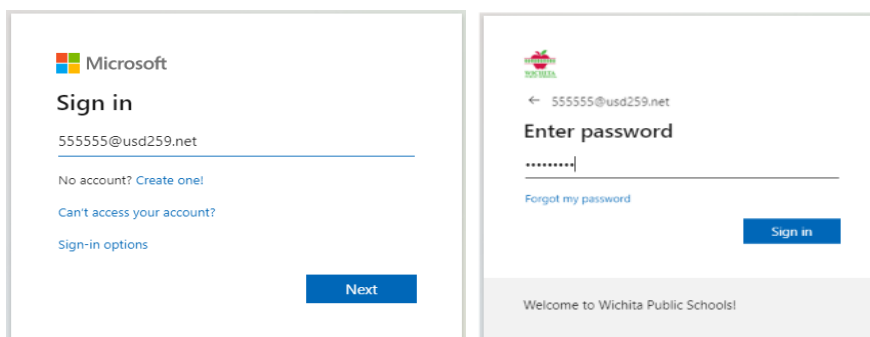 Microsoft
Sign in
555555@usd259.net
No account? Create one!
Can't access your account?
Sign-in options
Next
WICHITA
← 555555@usd259.net
Enter password
•••••••••
Forgot my password
Sign in
Welcome to Wichita Public Schools!